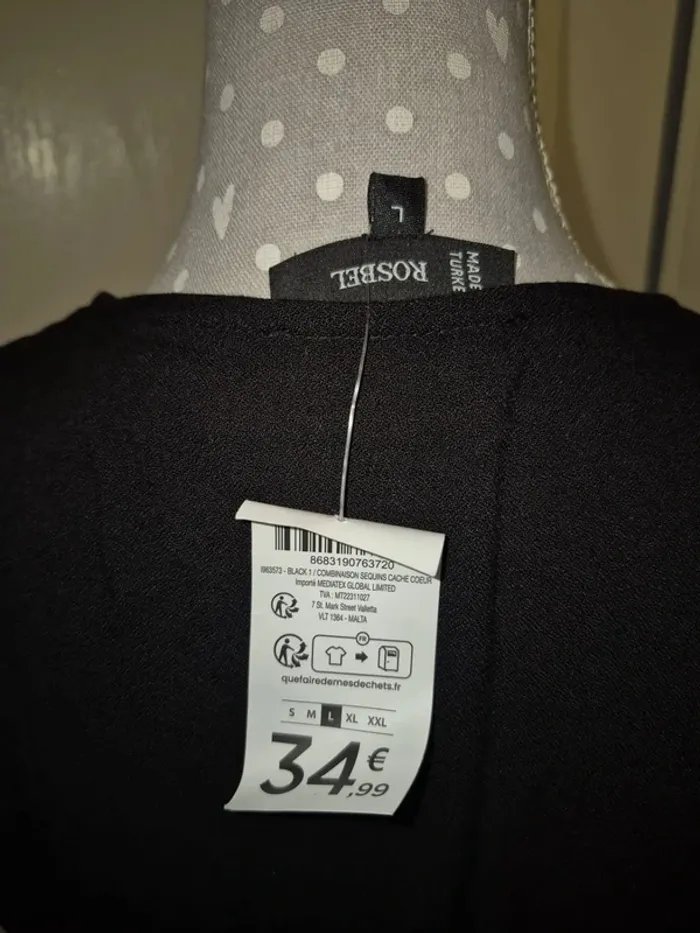 L
ROSBEL
MADE
TURKE
8683190763720
I963573 - BLACK 1 / COMBINAISON SEQUINS CACHE COEUR
Importé MEDIATEX GLOBAL LIMITED
TVA : MT22311027
7 St. Mark Street Valletta
VLT 1364 - MALTA
FR
quefairedemesdechets.fr
S M L XL XXL
34,99 €